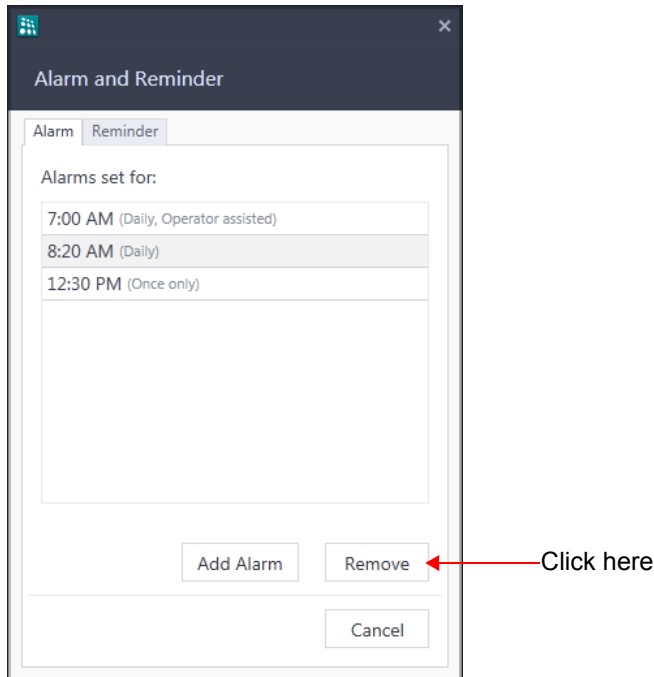 Alarm and Reminder
Alarm Reminder
Alarms set for:
7:00 AM (Daily, Operator assisted)
8:20 AM (Daily)
12:30 PM (Once only)
Add Alarm Remove Click here
Cancel